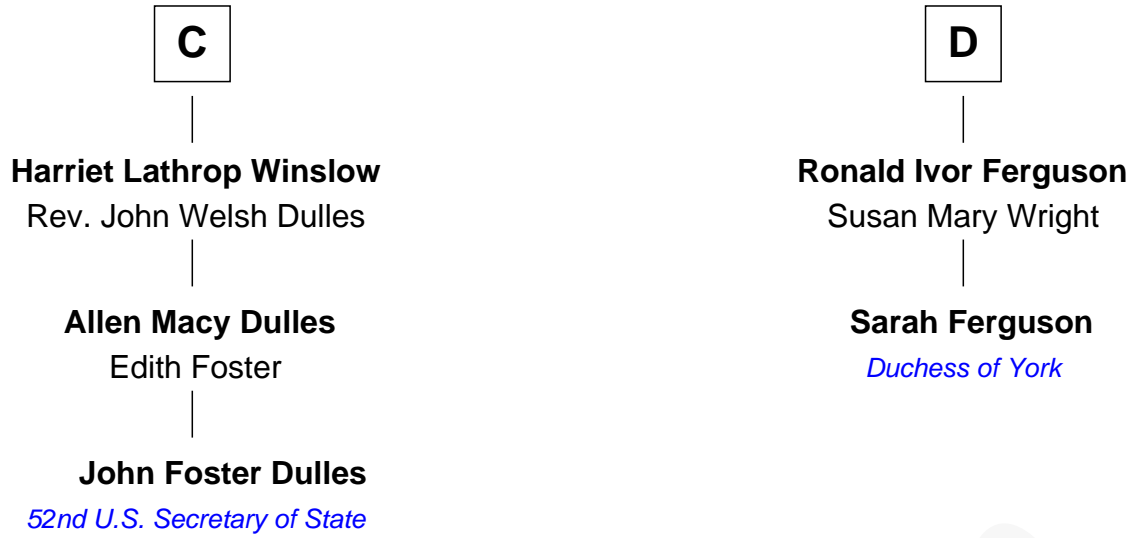 C
Harriet Lathrop Winslow
Rev. John Welsh Dulles
Allen Macy Dulles
Edith Foster
John Foster Dulles
52nd U.S. Secretary of State
D
Ronald Ivor Ferguson
Susan Mary Wright
Sarah Ferguson
Duchess of York